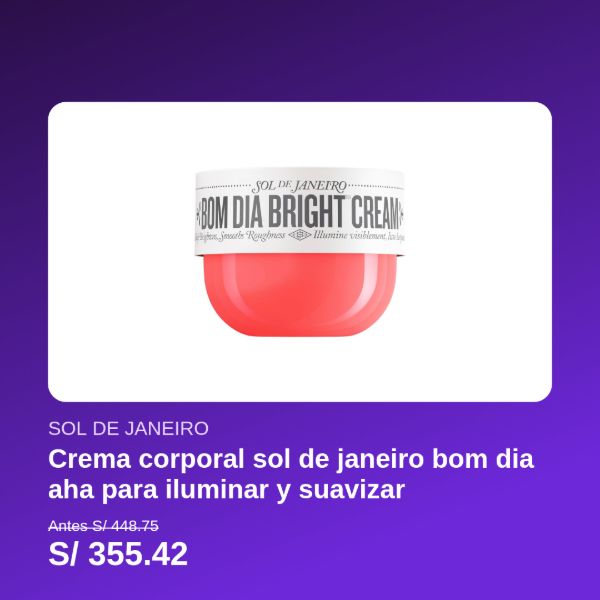 SOL DE JANEIRO
BOM DIA BRIGHT CREAM
Smooths Roughness Illumine visiblement,
SOL DE JANEIRO
Crema corporal sol de janeiro bom dia
aha para iluminar y suavizar
Antes S/ 448.75
S/ 355.42